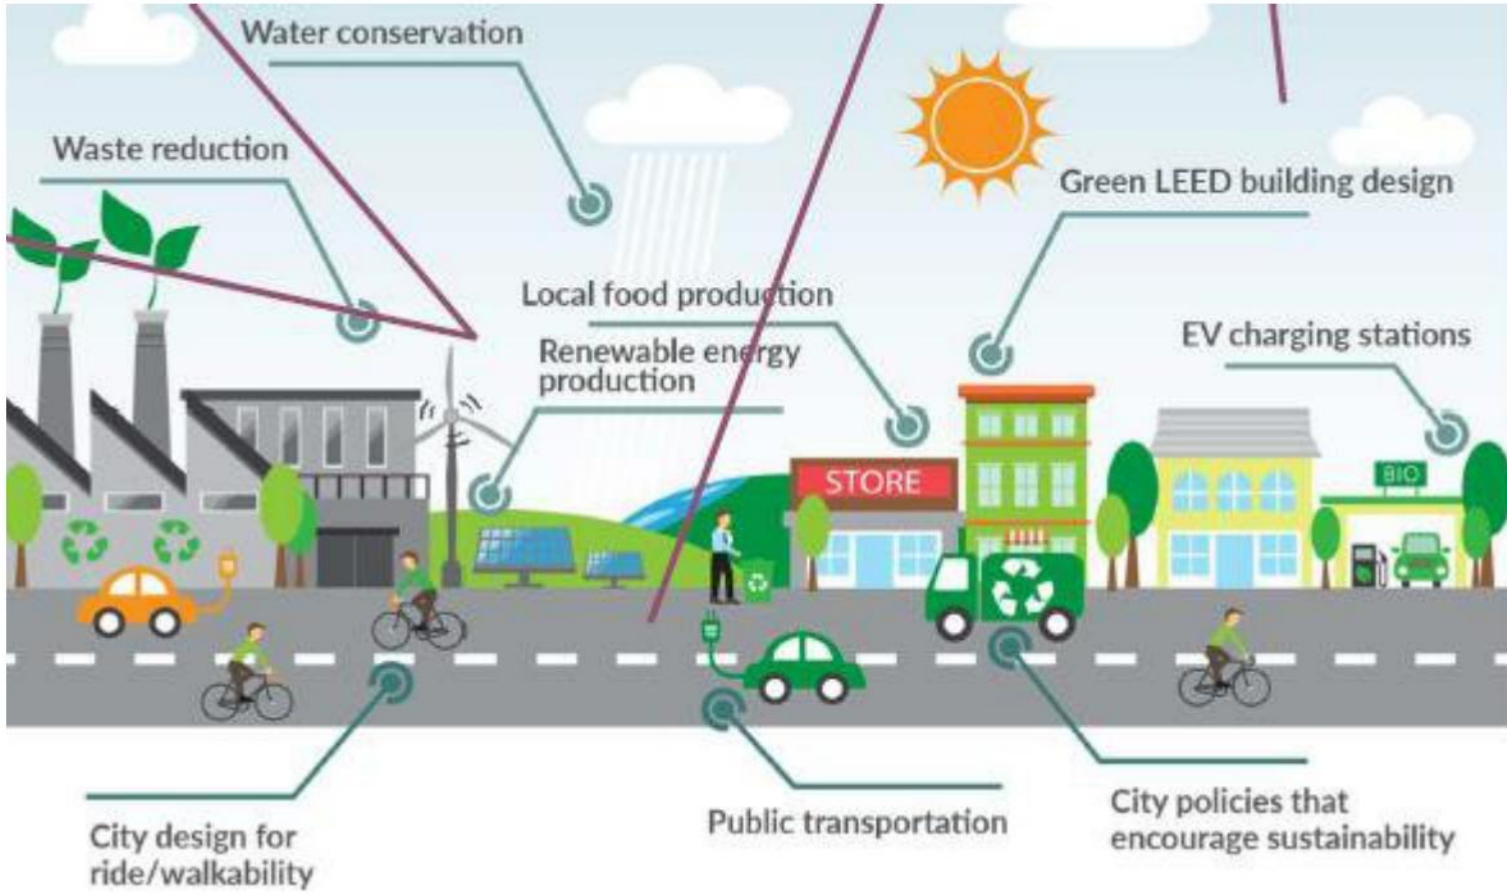 Water conservation
Waste reduction
Green LEED building design
Local food production
EV charging stations
Renewable energy
production
STORE
BIO
City design for
ride/walkability
Public transportation
City policies that
encourage sustainability